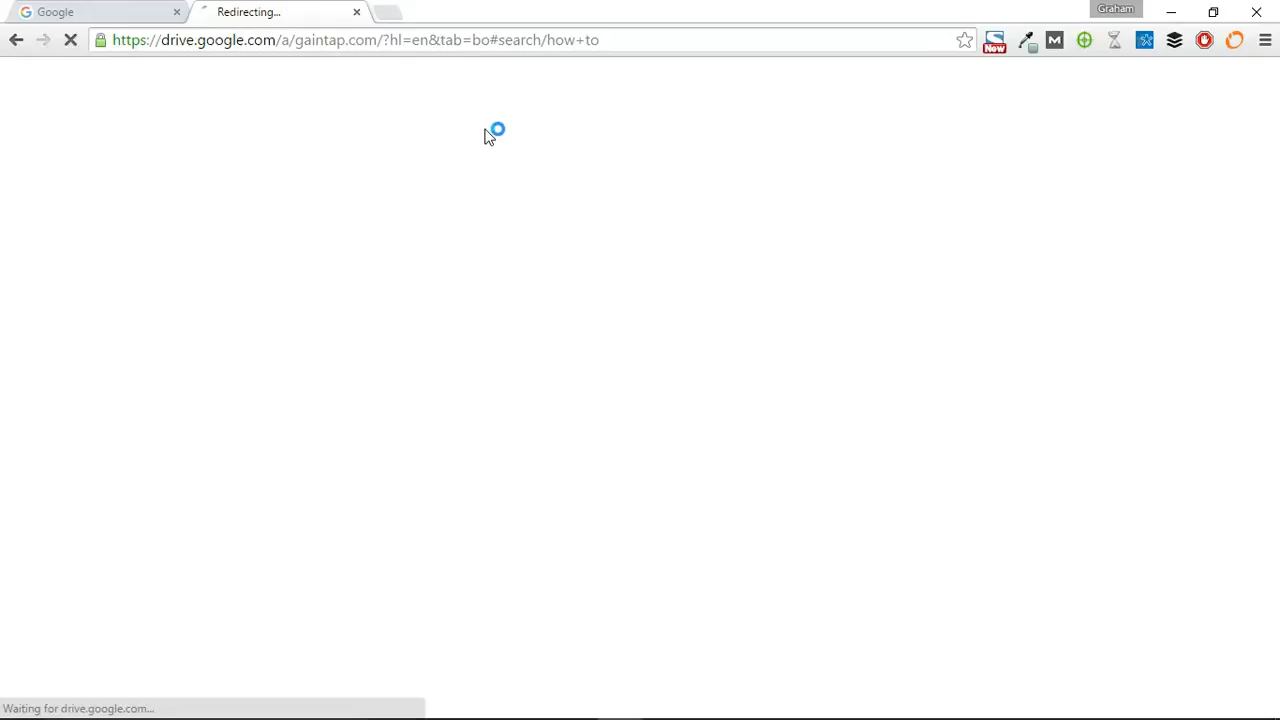 Google
Redirecting...
Graham
https://drive.google.com/a/gaintap.com/?hl=en&tab=bo#search/how+to
New
M
Waiting for drive.google.com...